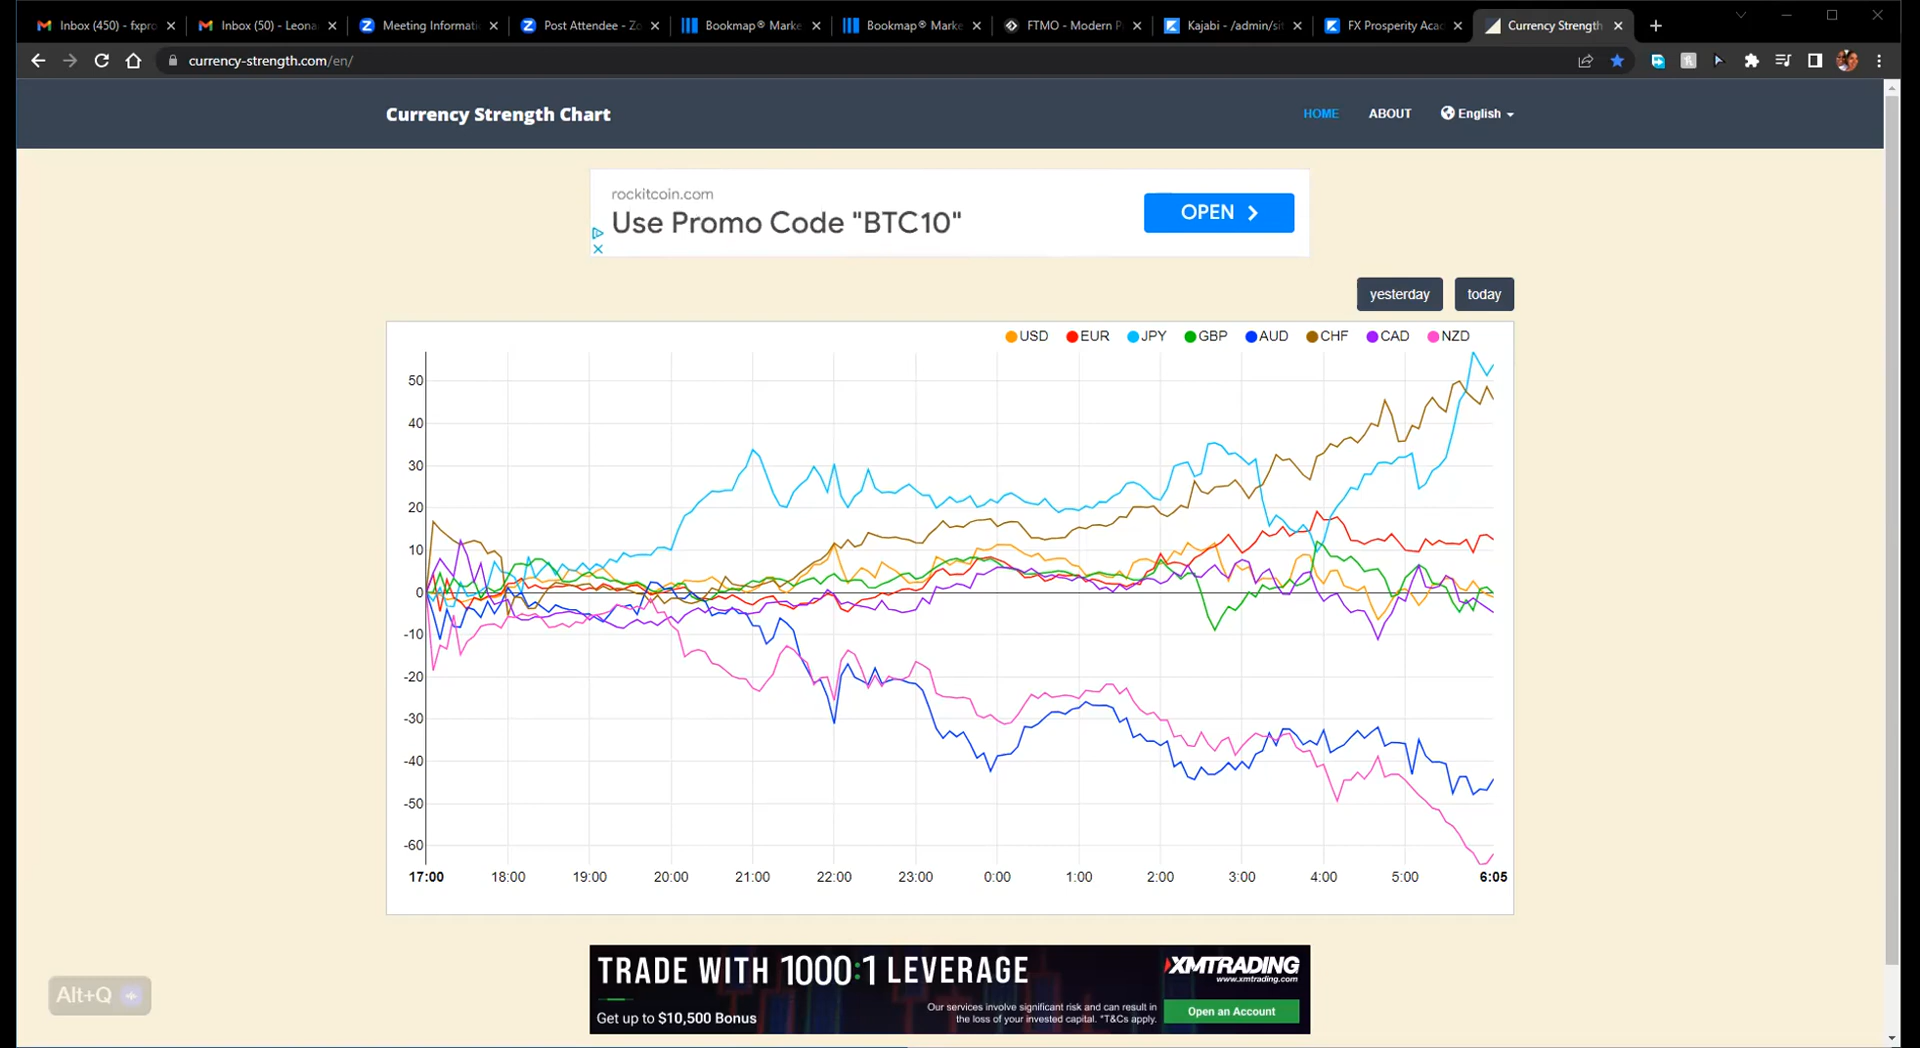 Inbox (450) - fxpro
Inbox (50) - Leona
Meeting Informati
Post Attendee - Zo
Bookmap® Marke
Bookmap® Marke
FTMO - Modern P
Kajabi - /admin/sit
FX Prosperity Aca
Currency Strength
currency-strength.com/en/
Currency Strength Chart
HOME
ABOUT
English
rockitcoin.com
Use Promo Code "BTC10"
OPEN
yesterday
today
USD EUR JPY GBP AUD CHF CAD NZD
50
40
30
20
10
0
-10
-20
-30
-40
-50
-60
17:00 18:00 19:00 20:00 21:00 22:00 23:00 0:00 1:00 2:00 3:00 4:00 5:00 6:05
TRADE WITH 1000:1 LEVERAGE
Get up to $10,500 Bonus
Our services involve significant risk and can result in
the loss of your invested capital. *T&Cs apply.
XMTRADING
www.xmtrading.com
Open an Account
Alt+Q